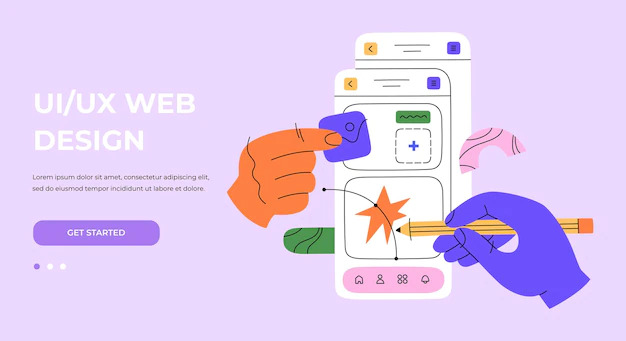 UI/UX WEB
DESIGN
Lorem ipsum dolor sit amet, consectetur adipiscing elit,
sed do eiusmod tempor incididunt ut labore et dolore.
GET STARTED